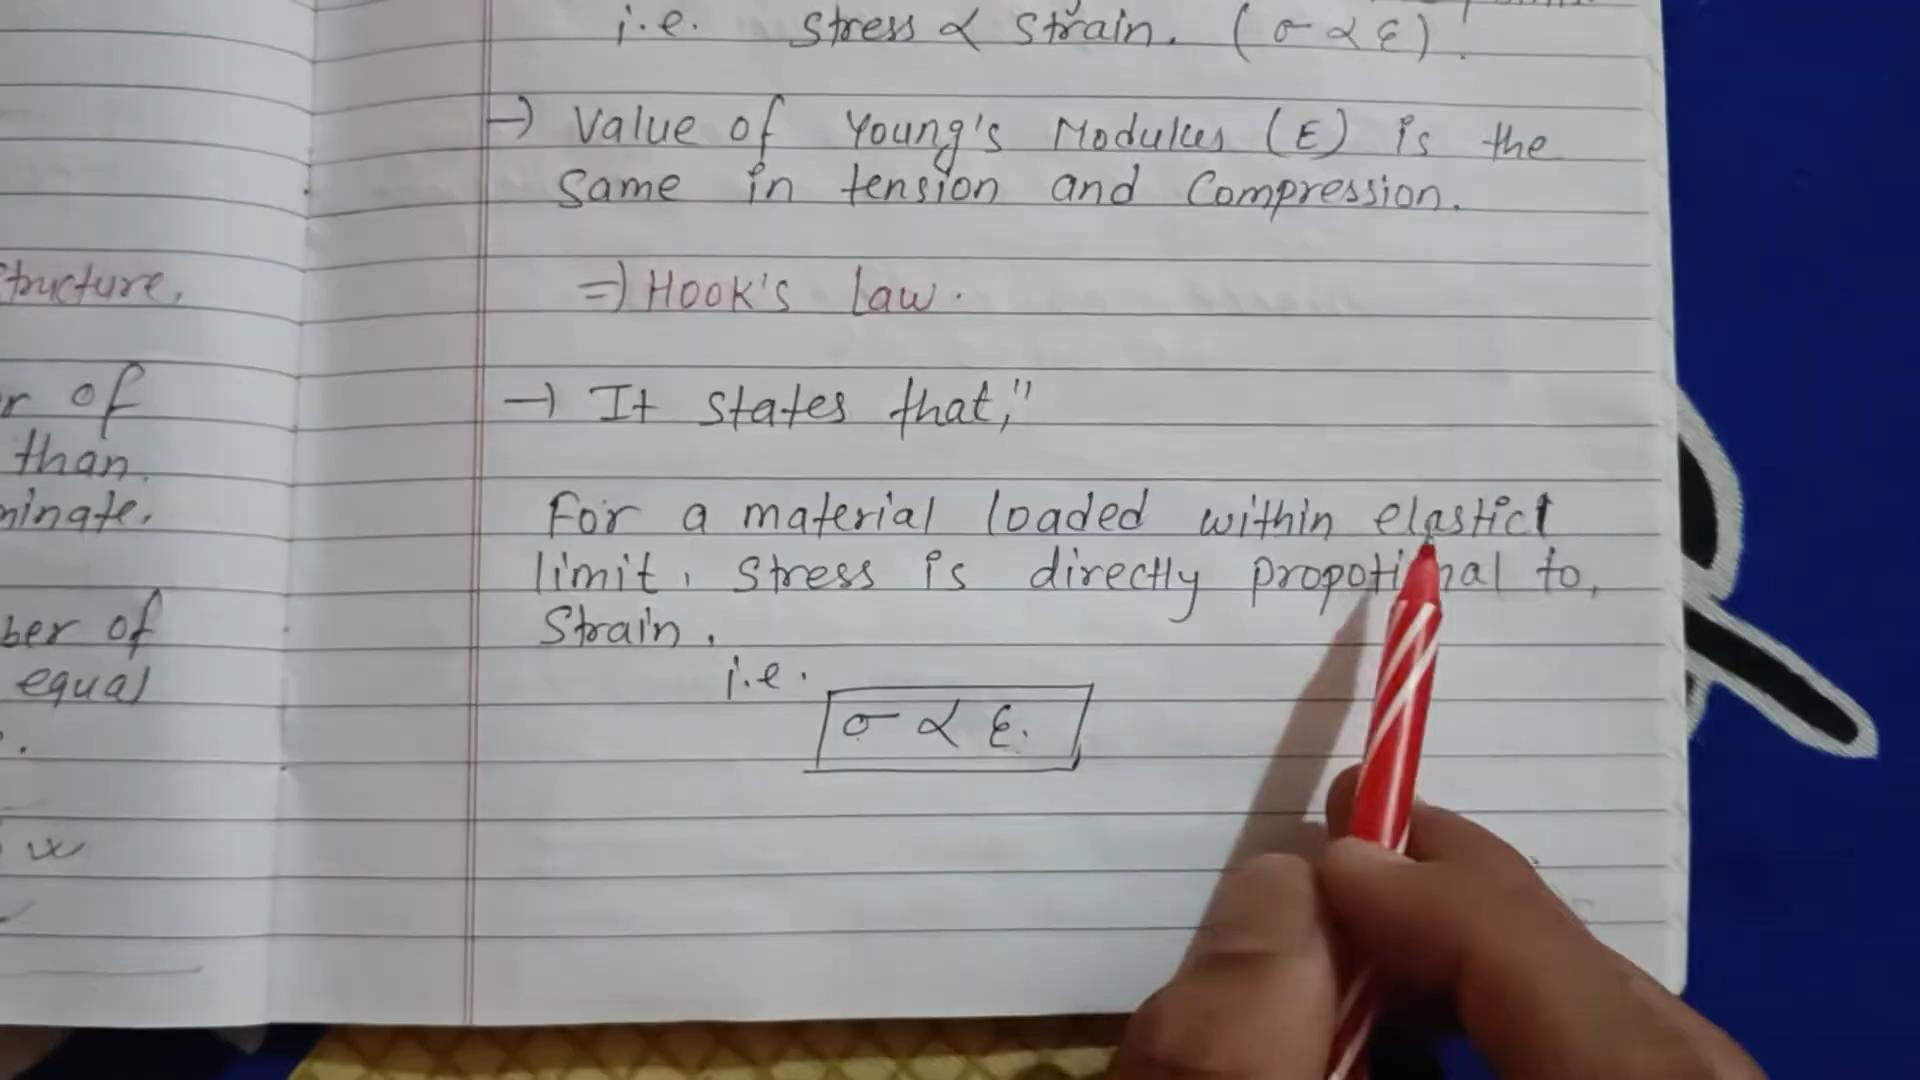 tructure.
r of
than.
minate.
ber of
equal
i.e. Stress ∝ Strain. (σ ∝ ε).
→ Value of Young's Modulus (E) is the
Same in tension and Compression.
⇒ Hook's Law.
→ It states that,"
For a material loaded within elastic
limit, Stress is directly propotional to,
Strain.
i.e.
σ ∝ ε.